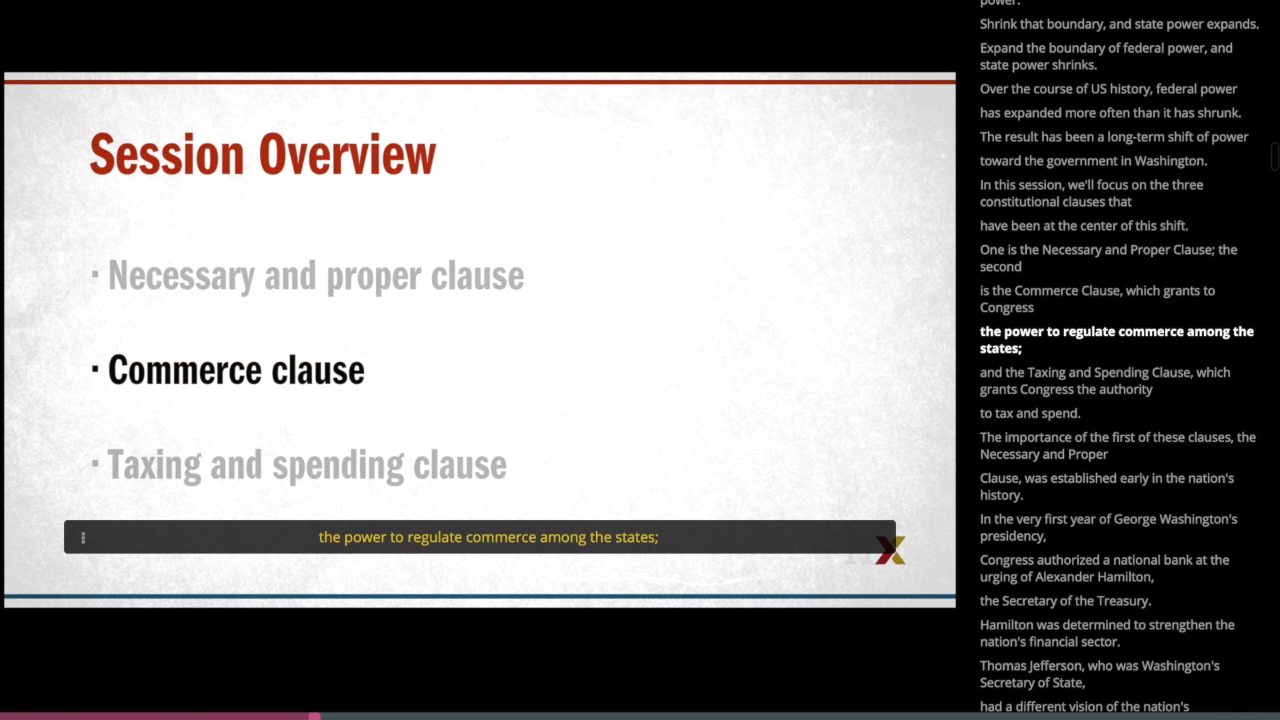 Session Overview
· Necessary and proper clause
· Commerce clause
· Taxing and spending clause
the power to regulate commerce among the states;
X
power.
Shrink that boundary, and state power expands.
Expand the boundary of federal power, and
state power shrinks.
Over the course of US history, federal power
has expanded more often than it has shrunk.
The result has been a long-term shift of power
toward the government in Washington.
In this session, we'll focus on the three
constitutional clauses that
have been at the center of this shift.
One is the Necessary and Proper Clause; the
second
is the Commerce Clause, which grants to
Congress
the power to regulate commerce among the
states;
and the Taxing and Spending Clause, which
grants Congress the authority
to tax and spend.
The importance of the first of these clauses, the
Necessary and Proper
Clause, was established early in the nation's
history.
In the very first year of George Washington's
presidency,
Congress authorized a national bank at the
urging of Alexander Hamilton,
the Secretary of the Treasury.
Hamilton was determined to strengthen the
nation's financial sector.
Thomas Jefferson, who was Washington's
Secretary of State,
had a different vision of the nation's